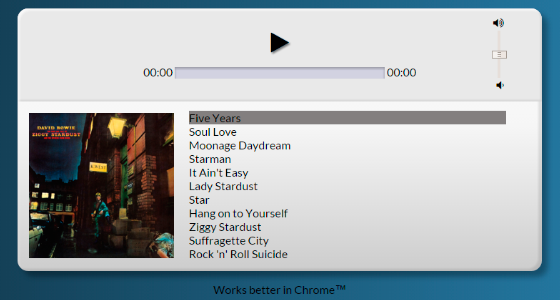 00:00 00:00
DAVID BOWIE
ZIGGY STARDUST
Five Years
Soul Love
Moonage Daydream
Starman
It Ain't Easy
Lady Stardust
Star
Hang on to Yourself
Ziggy Stardust
Suffragette City
Rock 'n' Roll Suicide
Works better in Chrome™